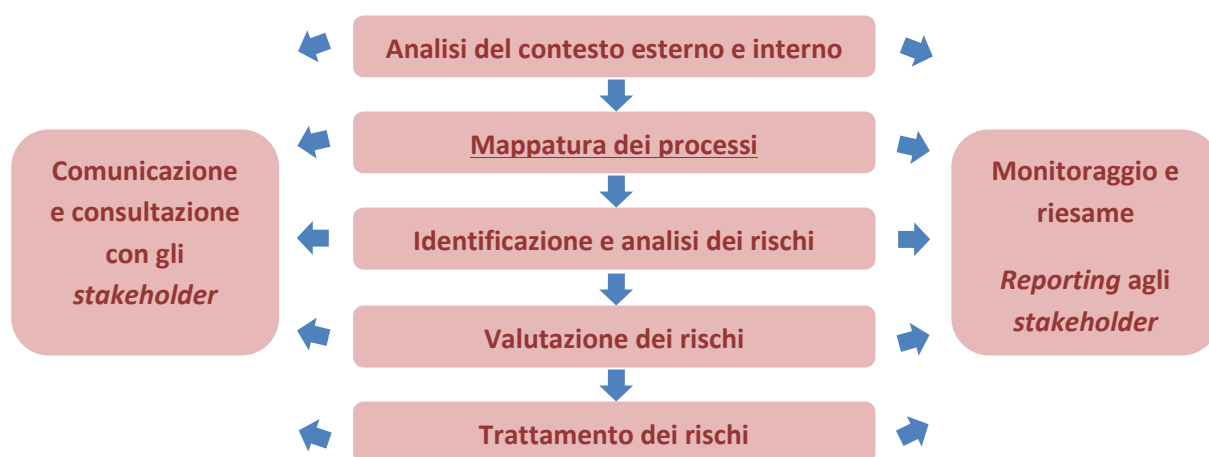 Analisi del contesto esterno e interno
Mappatura dei processi
Comunicazione
e consultazione
con gli
stakeholder
Identificazione e analisi dei rischi
Monitoraggio e
riesame
Reporting agli
stakeholder
Valutazione dei rischi
Trattamento dei rischi